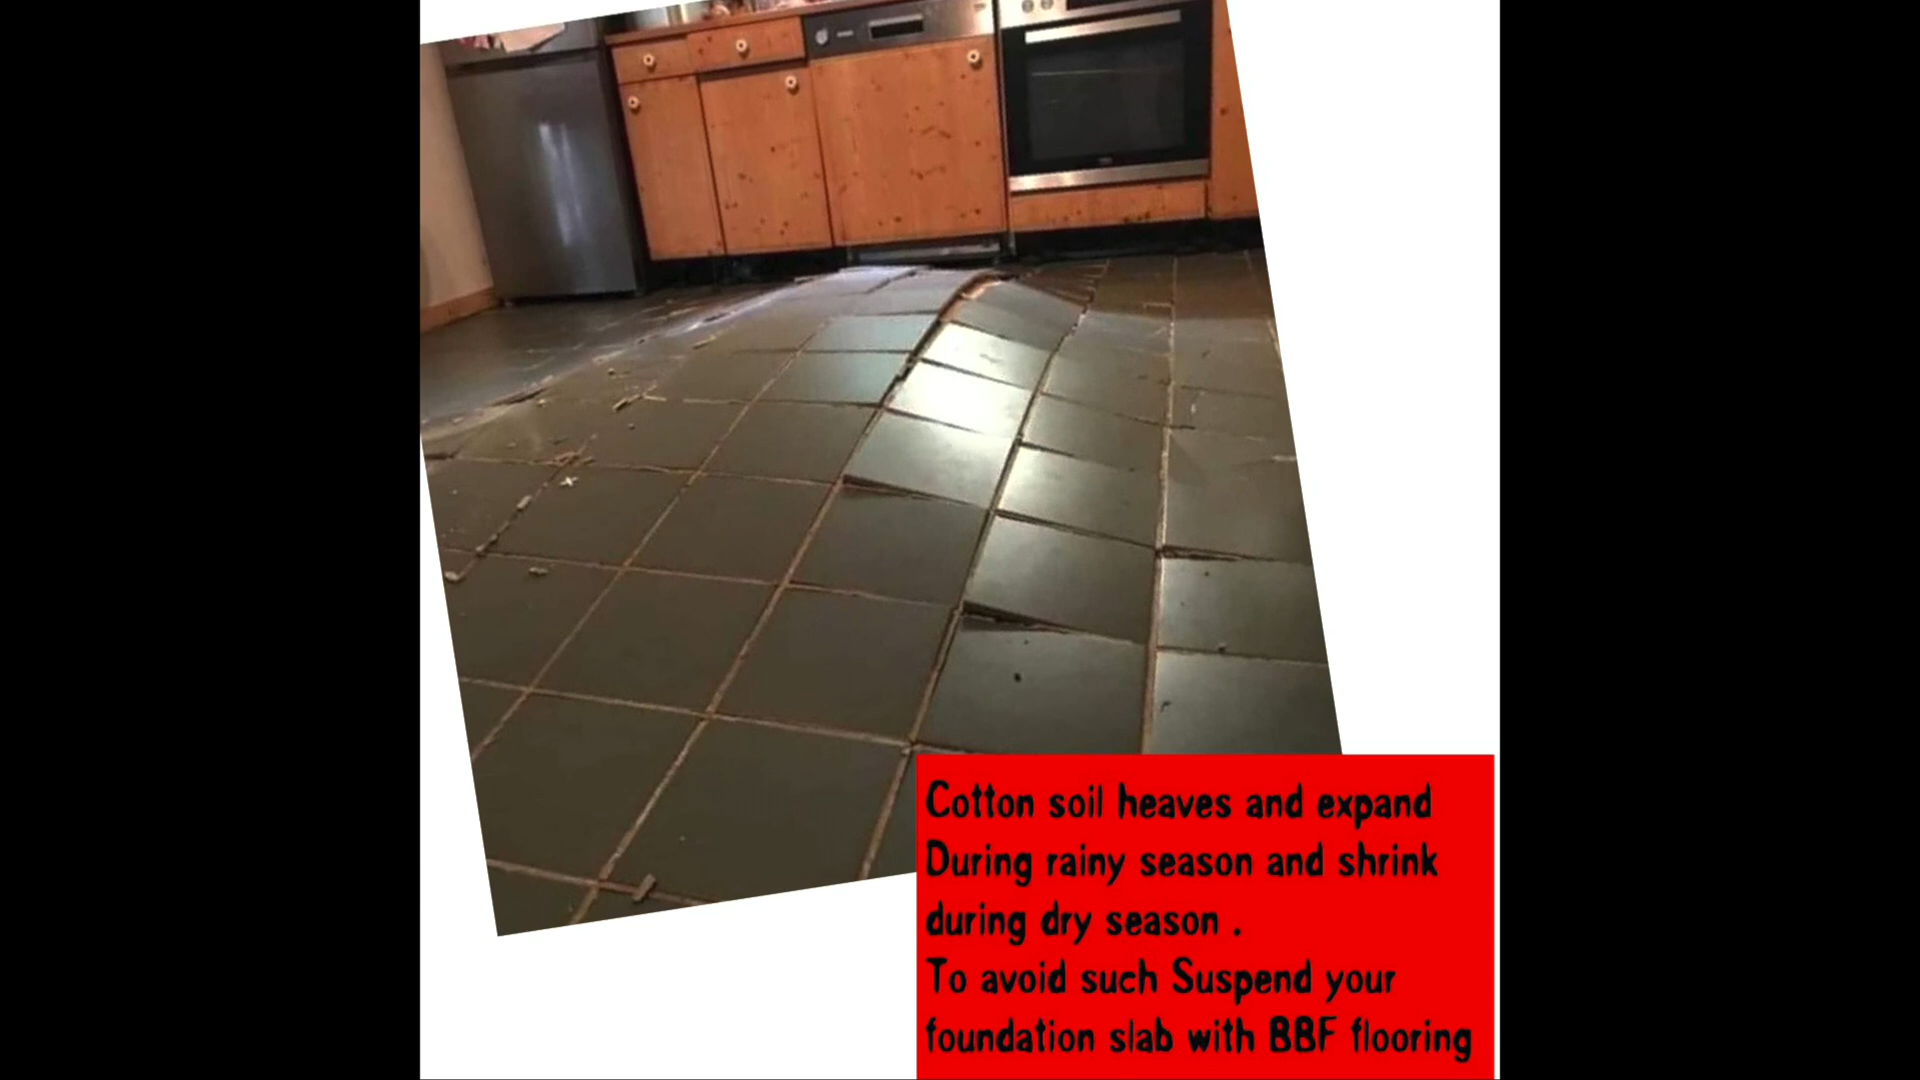 Cotton soil heaves and expand
During rainy season and shrink
during dry season .
To avoid such Suspend your
foundation slab with BBF flooring